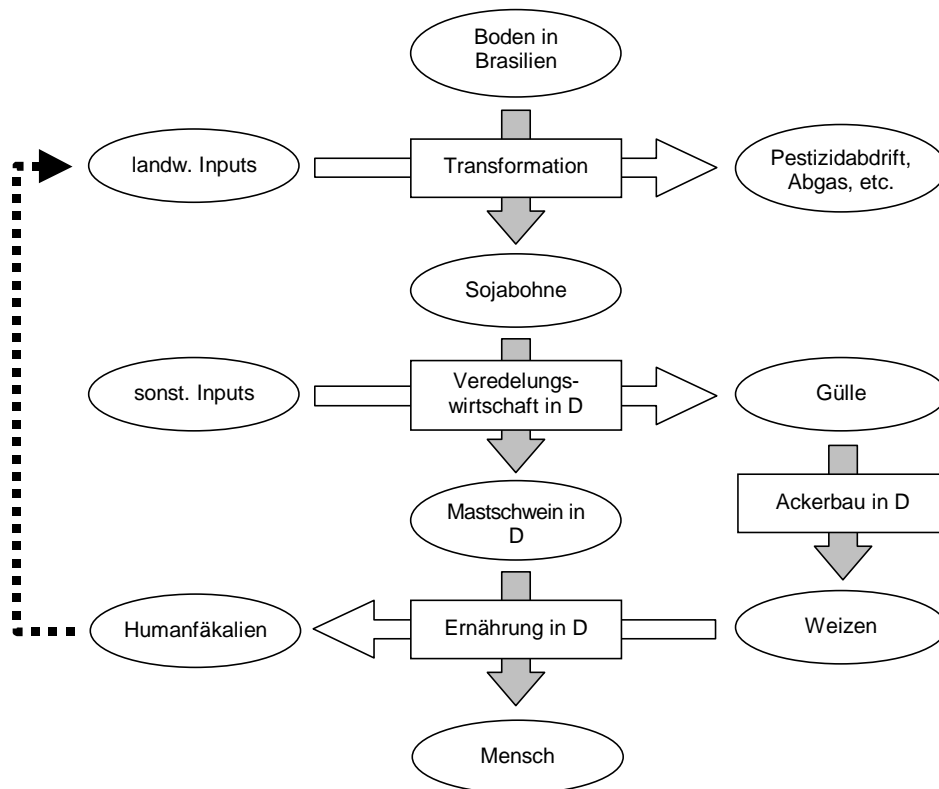 Boden in
Brasilien
landw. Inputs
Transformation
Pestizidabdrift,
Abgas, etc.
Sojabohne
sonst. Inputs
Veredelungs-
wirtschaft in D
Gülle
Mastschwein in
D
Ackerbau in D
Humanfäkalien
Ernährung in D
Weizen
Mensch